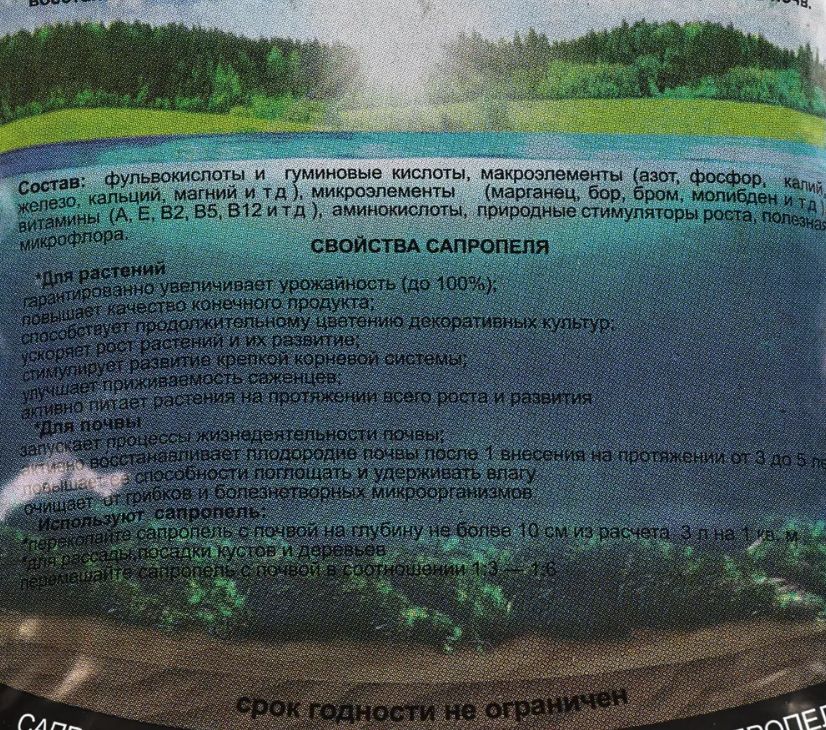 Состав: фульвокислоты и гуминовые кислоты, макроэлементы (азот, фосфор, калий,
железо, кальций, магний и т д ), микроэлементы (марганец, бор, бром, молибден и т д )
витамины (А, Е, В2, В5, В12 и т д ), аминокислоты, природные стимуляторы роста, полезная
микрофлора.
СВОЙСТВА САПРОПЕЛЯ
*Для растений
гарантированно увеличивает урожайность (до 100%);
повышает качество конечного продукта;
способствует продолжительному цветению декоративных культур;
ускоряет рост растений и их развитие;
стимулирует развитие крепкой корневой системы;
улучшает приживаемость саженцев;
активно питает растения на протяжении всего роста и развития
*Для почвы
запускает процессы жизнедеятельности почвы;
активно восстанавливает плодородие почвы после 1 внесения на протяжении от 3 до 5 ле
повышает ее способности поглощать и удерживать влагу
очищает от грибков и болезнетворных микроорганизмов
Используют сапропель:
*перекопайте сапропель с почвой на глубину не более 10 см из расчета 3 л на 1 кв. м
*для рассады,посадки кустов и деревьев
перемешайте сапропель с почвой в соотношении 1:3 — 1:6
срок годности не ограничен